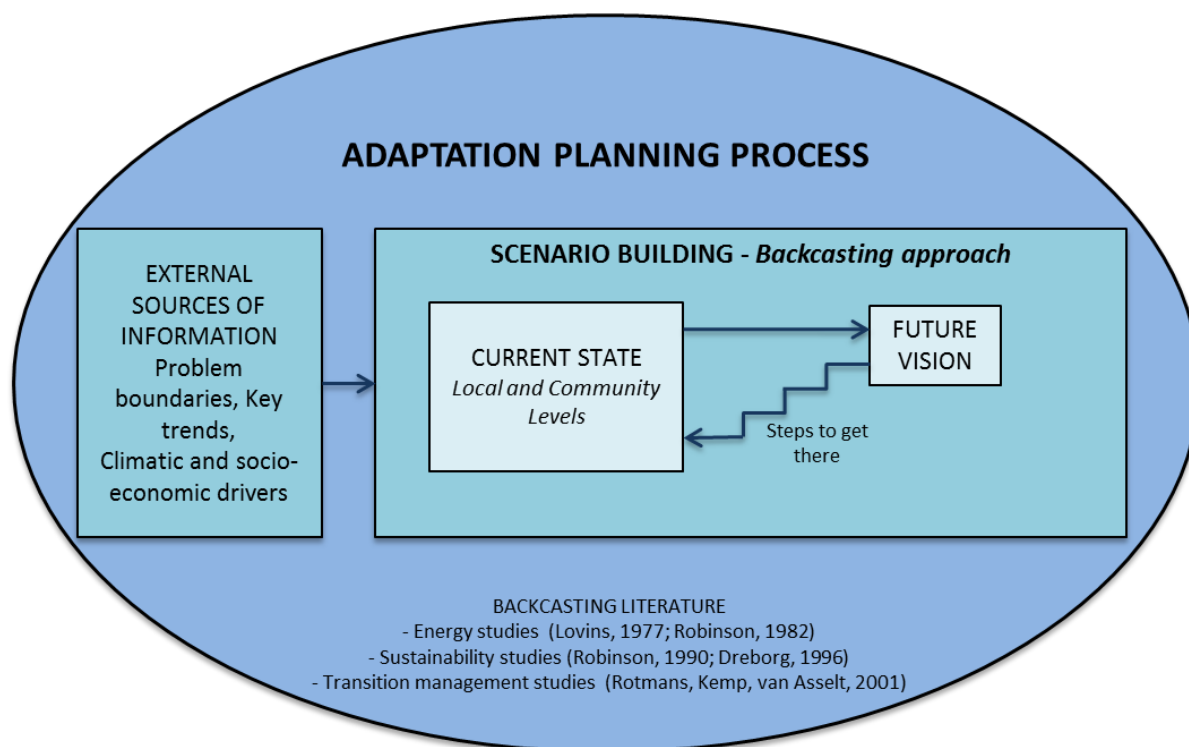 ADAPTATION PLANNING PROCESS
EXTERNAL
SOURCES OF
INFORMATION
Problem
boundaries, Key
trends,
Climatic and socio-
economic drivers
SCENARIO BUILDING - Backcasting approach
CURRENT STATE
Local and Community
Levels
FUTURE
VISION
Steps to get
there
BACKCASTING LITERATURE
- Energy studies (Lovins, 1977; Robinson, 1982)
- Sustainability studies (Robinson, 1990; Dreborg, 1996)
- Transition management studies (Rotmans, Kemp, van Asselt, 2001)